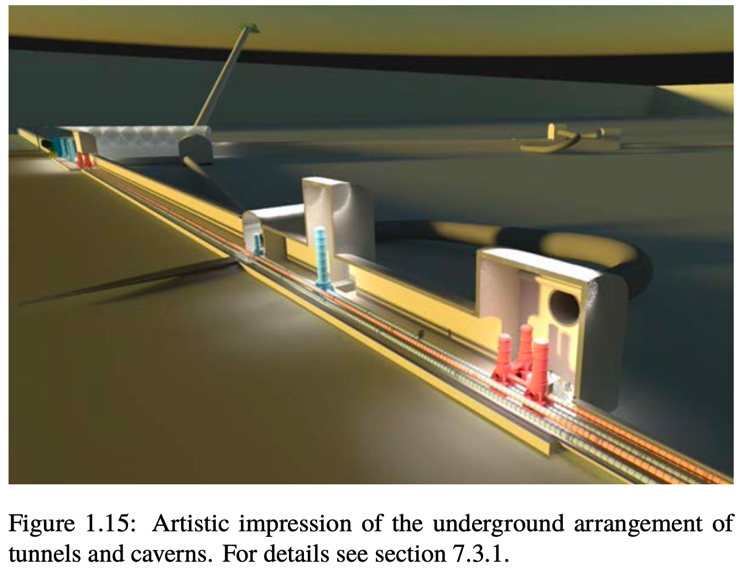 Figure 1.15: Artistic impression of the underground arrangement of
tunnels and caverns. For details see section 7.3.1.